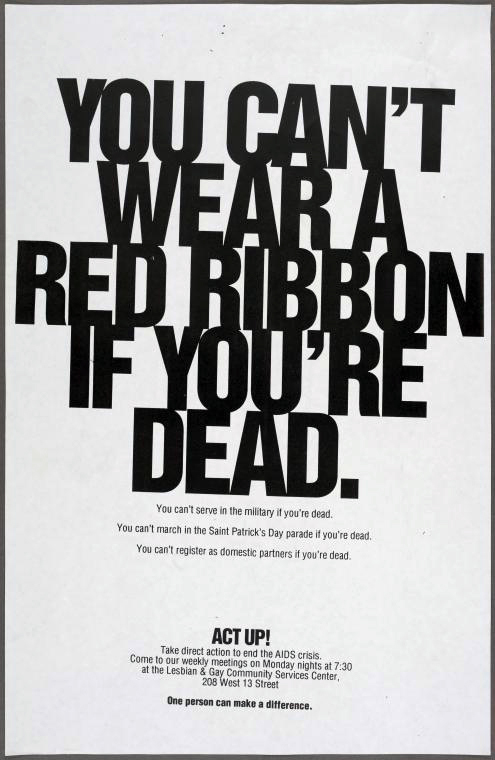 YOU CAN'T
WEAR A
RED RIBBON
IF YOU'RE
DEAD.
You can't serve in the military if you're dead.
You can't march in the Saint Patrick's Day parade if you're dead.
You can't register as domestic partners if you're dead.
ACT UP!
Take direct action to end the AIDS crisis.
Come to our weekly meetings on Monday nights at 7:30
at the Lesbian & Gay Community Services Center,
208 West 13 Street
One person can make a difference.